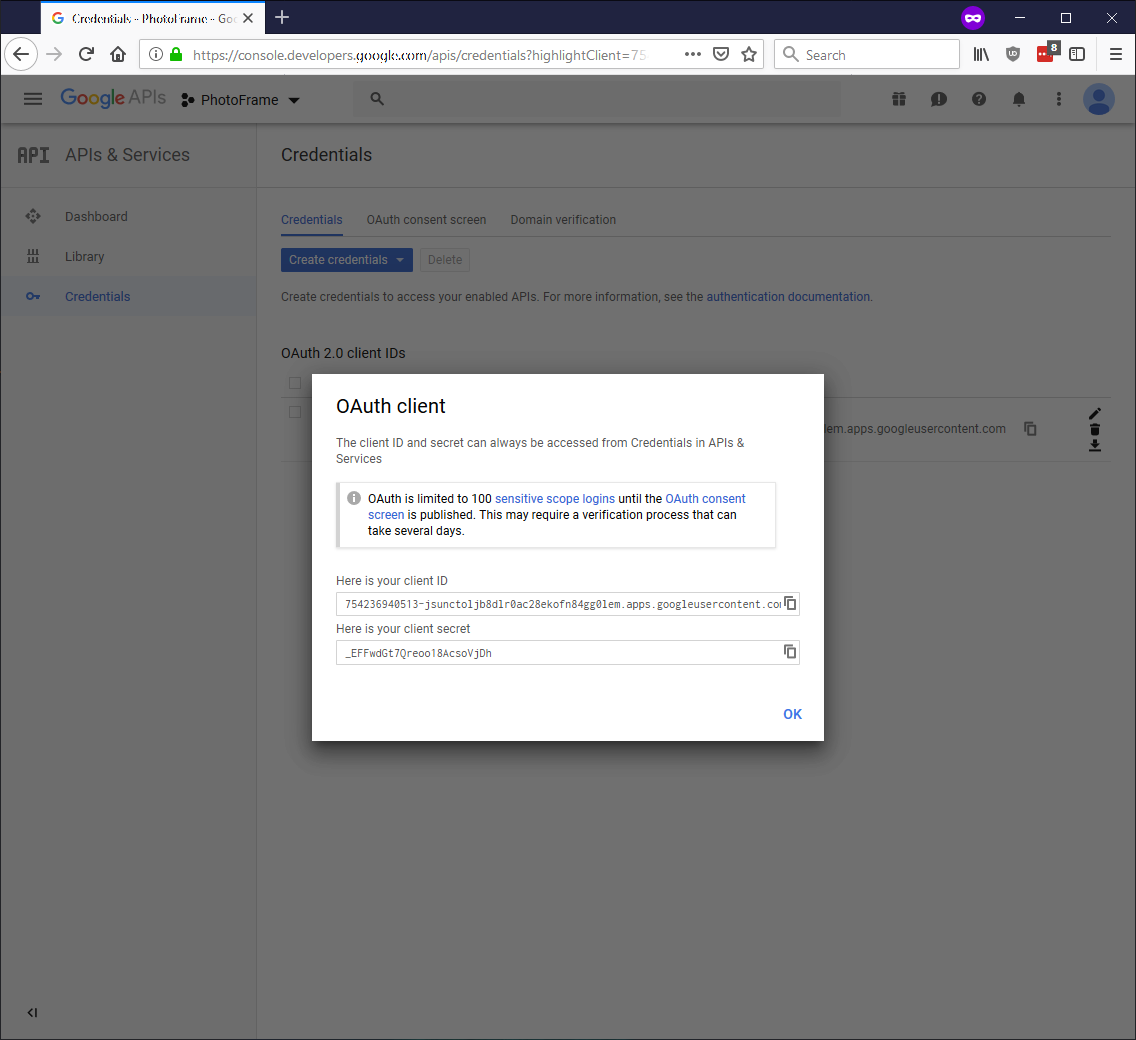 Credentials - PhotoFrame - Goo
https://console.developers.google.com/apis/credentials?highlightClient=75
Search
8
Google APIs
PhotoFrame
API
APIs & Services
Credentials
Dashboard
Library
Credentials
Credentials
OAuth consent screen
Domain verification
Create credentials
Delete
Create credentials to access your enabled APIs. For more information, see the authentication documentation.
OAuth 2.0 client IDs
lem.apps.googleusercontent.com
OAuth client
The client ID and secret can always be accessed from Credentials in APIs &
Services
OAuth is limited to 100 sensitive scope logins until the OAuth consent
screen is published. This may require a verification process that can
take several days.
Here is your client ID
754236940513-jsunctoljb8dlr0ac28ekofn84gg0lem.apps.googleusercontent.com
Here is your client secret
_EFFwdGt7Qreoo18AcsoVjDh
OK